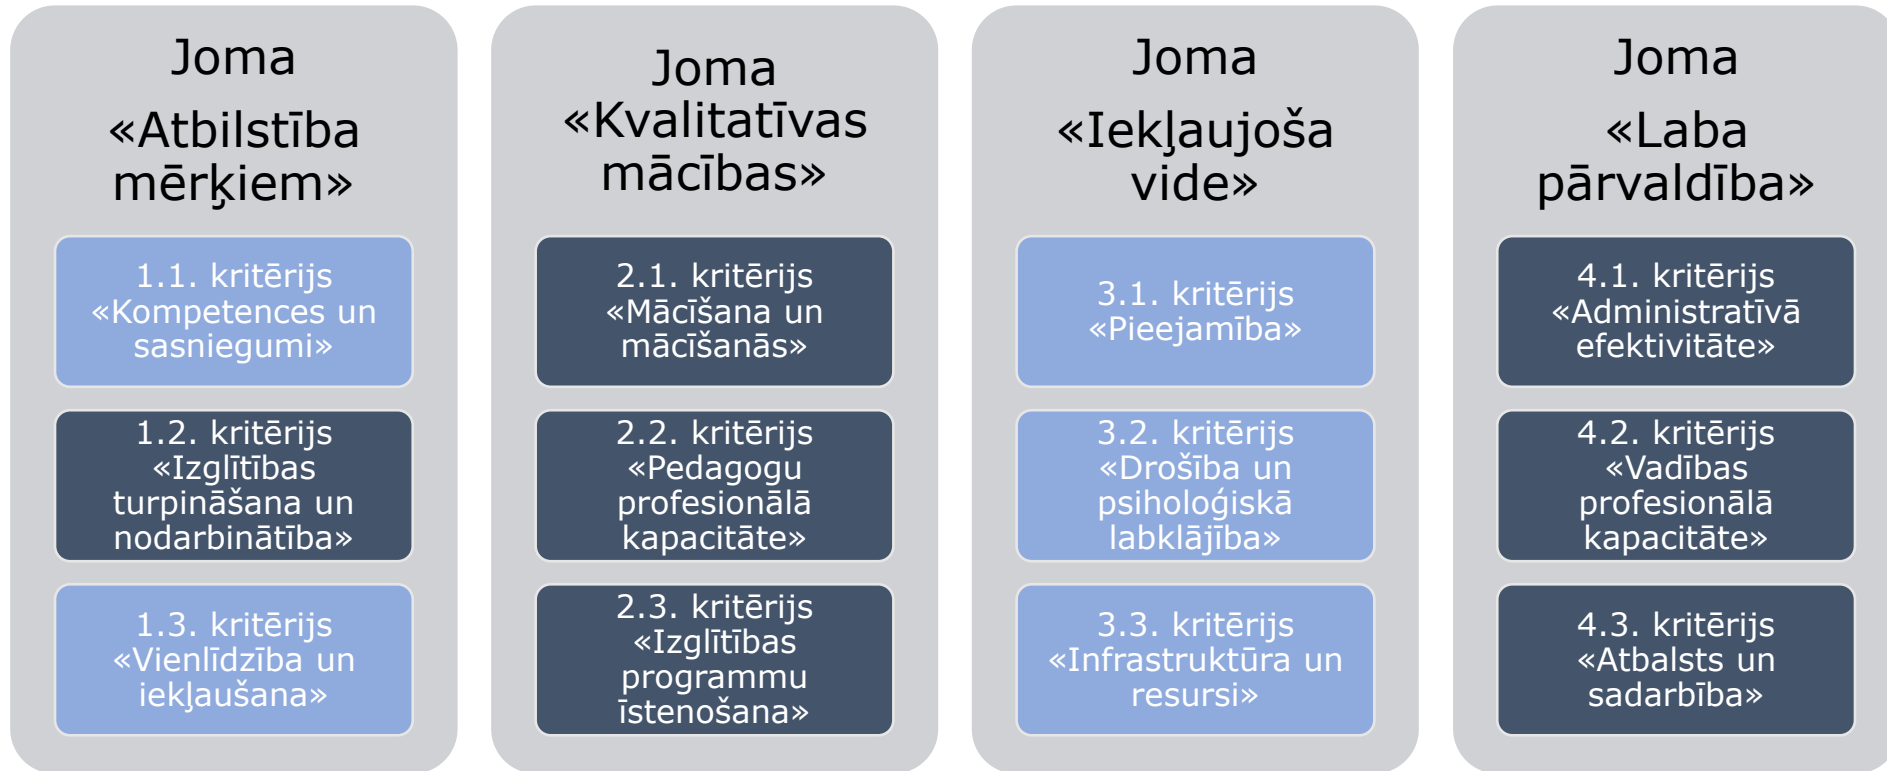 Joma
«Atbilstība
mērķiem»
1.1. kritērijs
«Kompetences un
sasniegumi»
1.2. kritērijs
«Izglītības
turpināšana un
nodarbinātība»
1.3. kritērijs
«Vienlīdzība un
iekļaušana»
Joma
«Kvalitatīvas
mācības»
2.1. kritērijs
«Mācīšana un
mācīšanās»
2.2. kritērijs
«Pedagogu
profesionālā
kapacitāte»
2.3. kritērijs
«Izglītības
programmu
īstenošana»
Joma
«Iekļaujoša
vide»
3.1. kritērijs
«Pieejamība»
3.2. kritērijs
«Drošība un
psiholoģiskā
labklājība»
3.3. kritērijs
«Infrastruktūra un
resursi»
Joma
«Laba
pārvaldība»
4.1. kritērijs
«Administratīvā
efektivitāte»
4.2. kritērijs
«Vadības
profesionālā
kapacitāte»
4.3. kritērijs
«Atbalsts un
sadarbība»